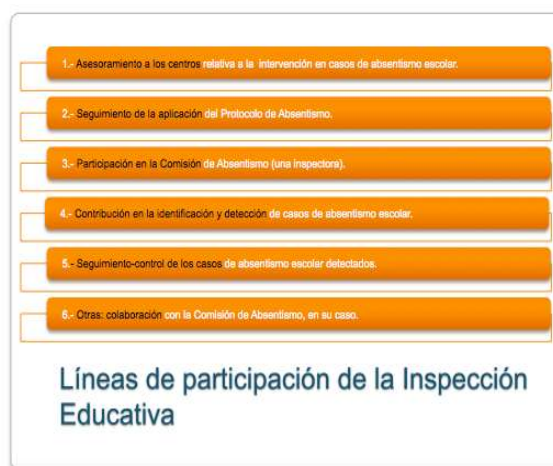 1.- Asesoramiento a los centros relativa a la intervención en casos de absentismo escolar.
2.- Seguimiento de la aplicación del Protocolo de Absentismo.
3.- Participación en la Comisión de Absentismo (una inspectora).
4.- Contribución en la identificación y detección de casos de absentismo escolar.
5.- Seguimiento-control de los casos de absentismo escolar detectados.
6.- Otras: colaboración con la Comisión de Absentismo, en su caso.
Líneas de participación de la Inspección
Educativa